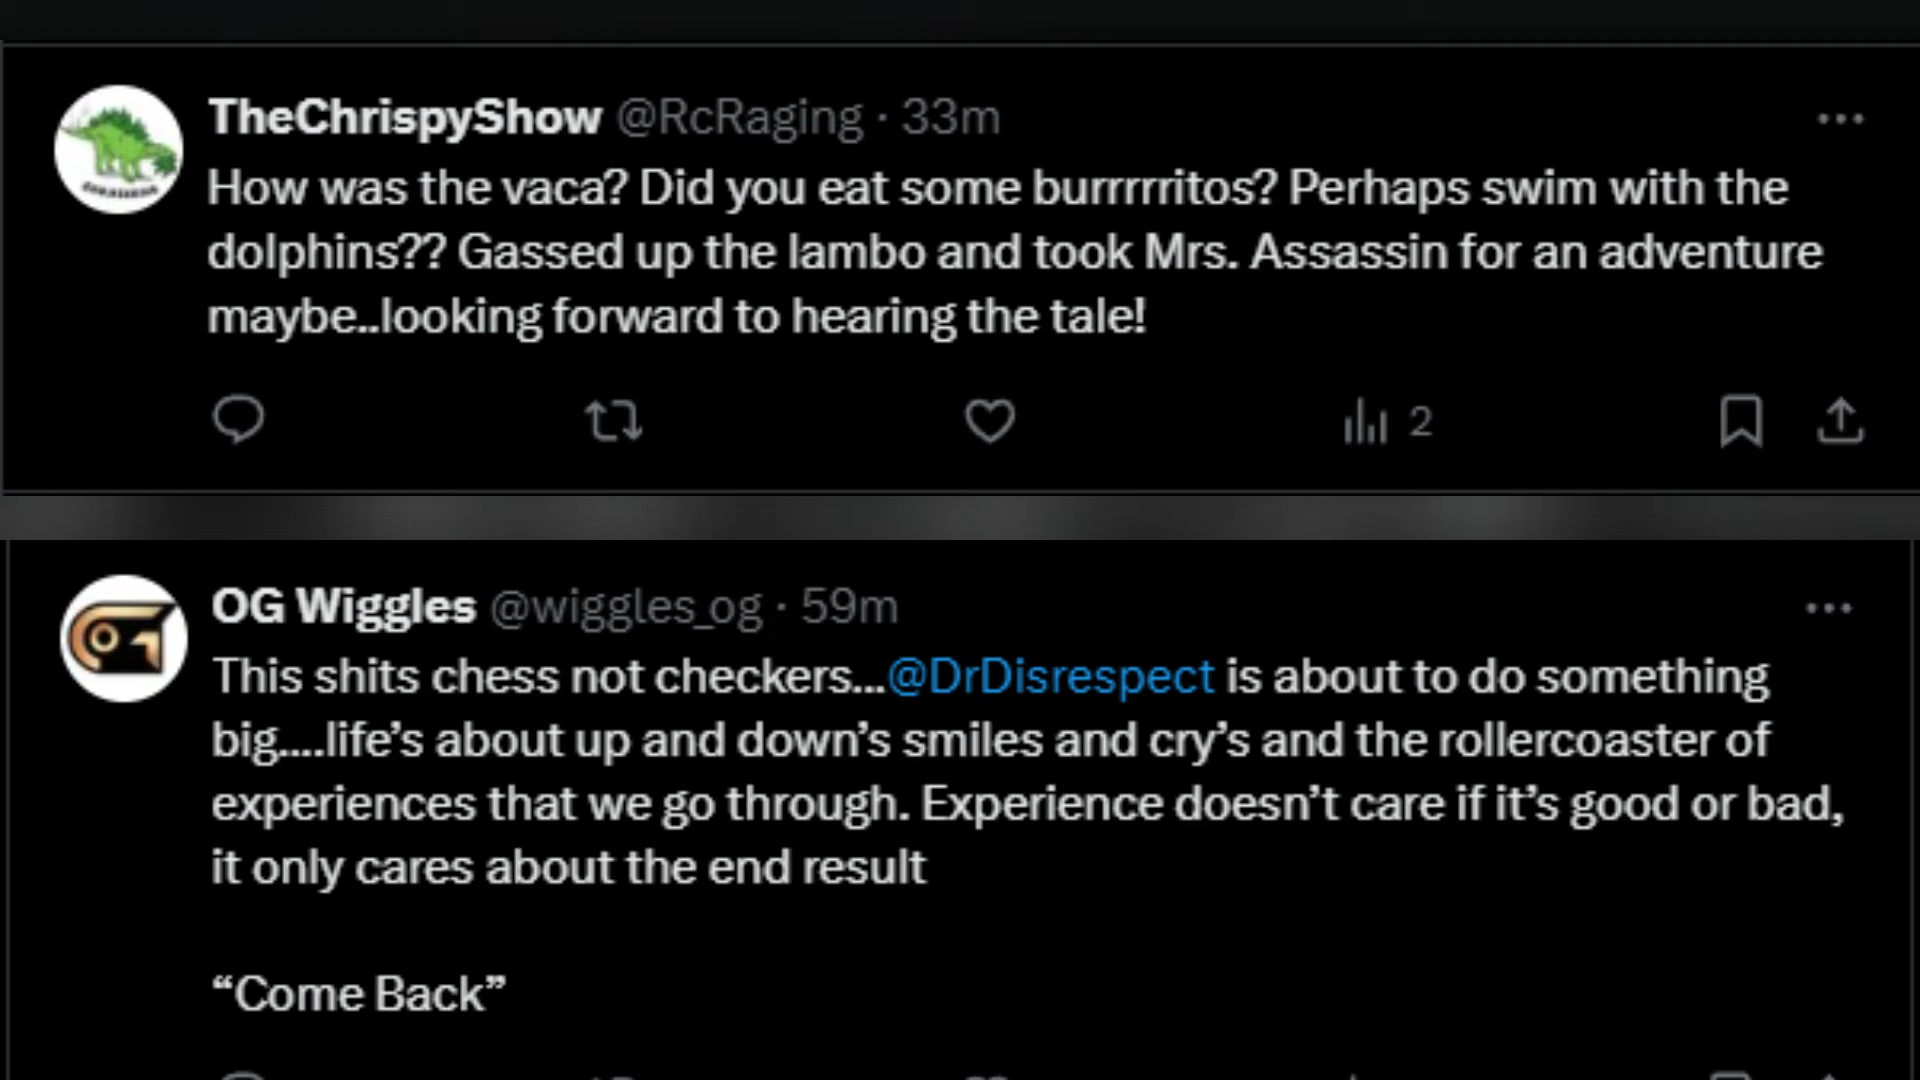 TheChrispyShow @RcRaging · 33m
How was the vaca? Did you eat some burrrrritos? Perhaps swim with the
dolphins?? Gassed up the lambo and took Mrs. Assassin for an adventure
maybe..looking forward to hearing the tale!
2
OG Wiggles @wiggles_og · 59m
This shits chess not checkers...@DrDisrespect is about to do something
big....life’s about up and down’s smiles and cry’s and the rollercoaster of
experiences that we go through. Experience doesn’t care if it’s good or bad,
it only cares about the end result
“Come Back”